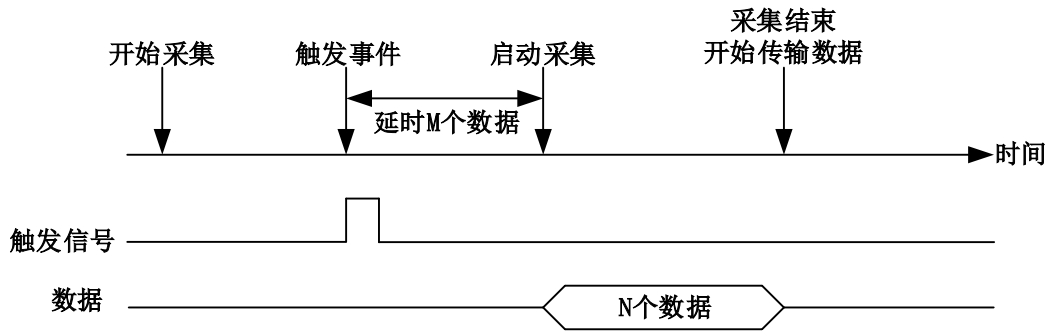 开始采集
触发事件
启动采集
采集结束
开始传输数据
延时M个数据
时间
触发信号
数据
N个数据